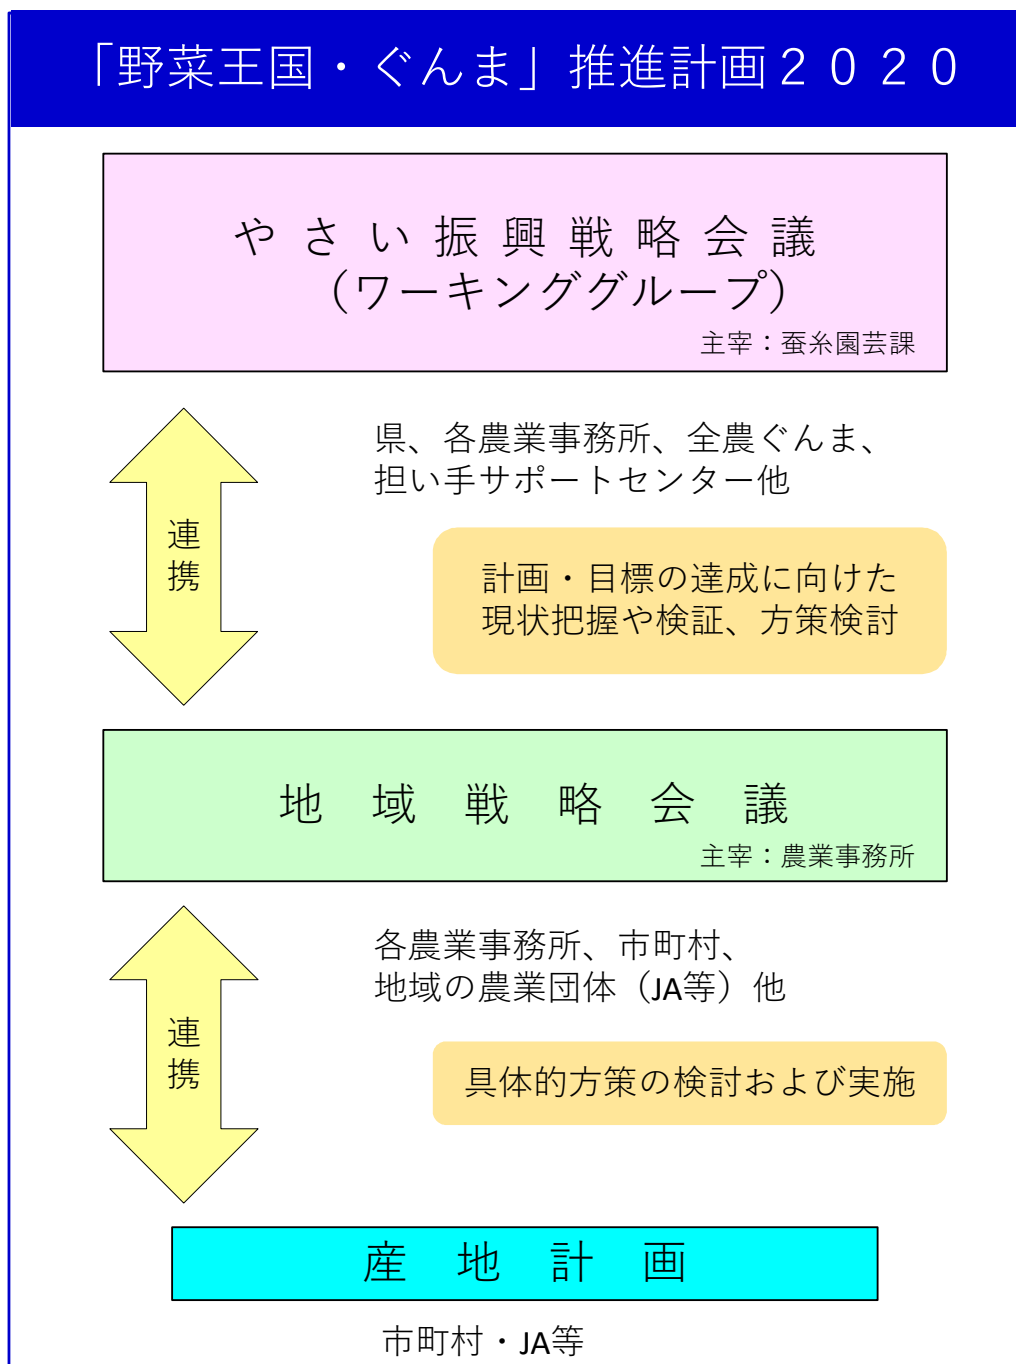 「野菜王国・ぐんま」推進計画２０２０
やさい振興戦略会議
（ワーキンググループ）
主宰：蚕糸園芸課
県、各農業事務所、全農ぐんま、
担い手サポートセンター他
連
携
計画・目標の達成に向けた
現状把握や検証、方策検討
地域戦略会議
主宰：農業事務所
各農業事務所、市町村、
地域の農業団体（JA等）他
連
携
具体的方策の検討および実施
産地計画
市町村・JA等